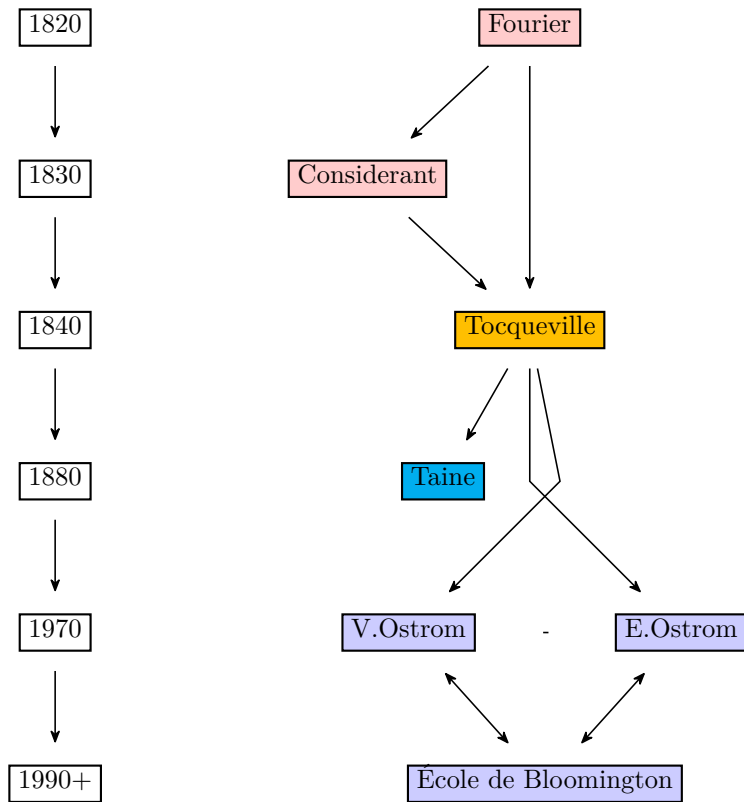 1820 Fourier
1830 Considerant
1840 Tocqueville
1880 Taine
1970 V.Ostrom - E.Ostrom
1990+ École de Bloomington